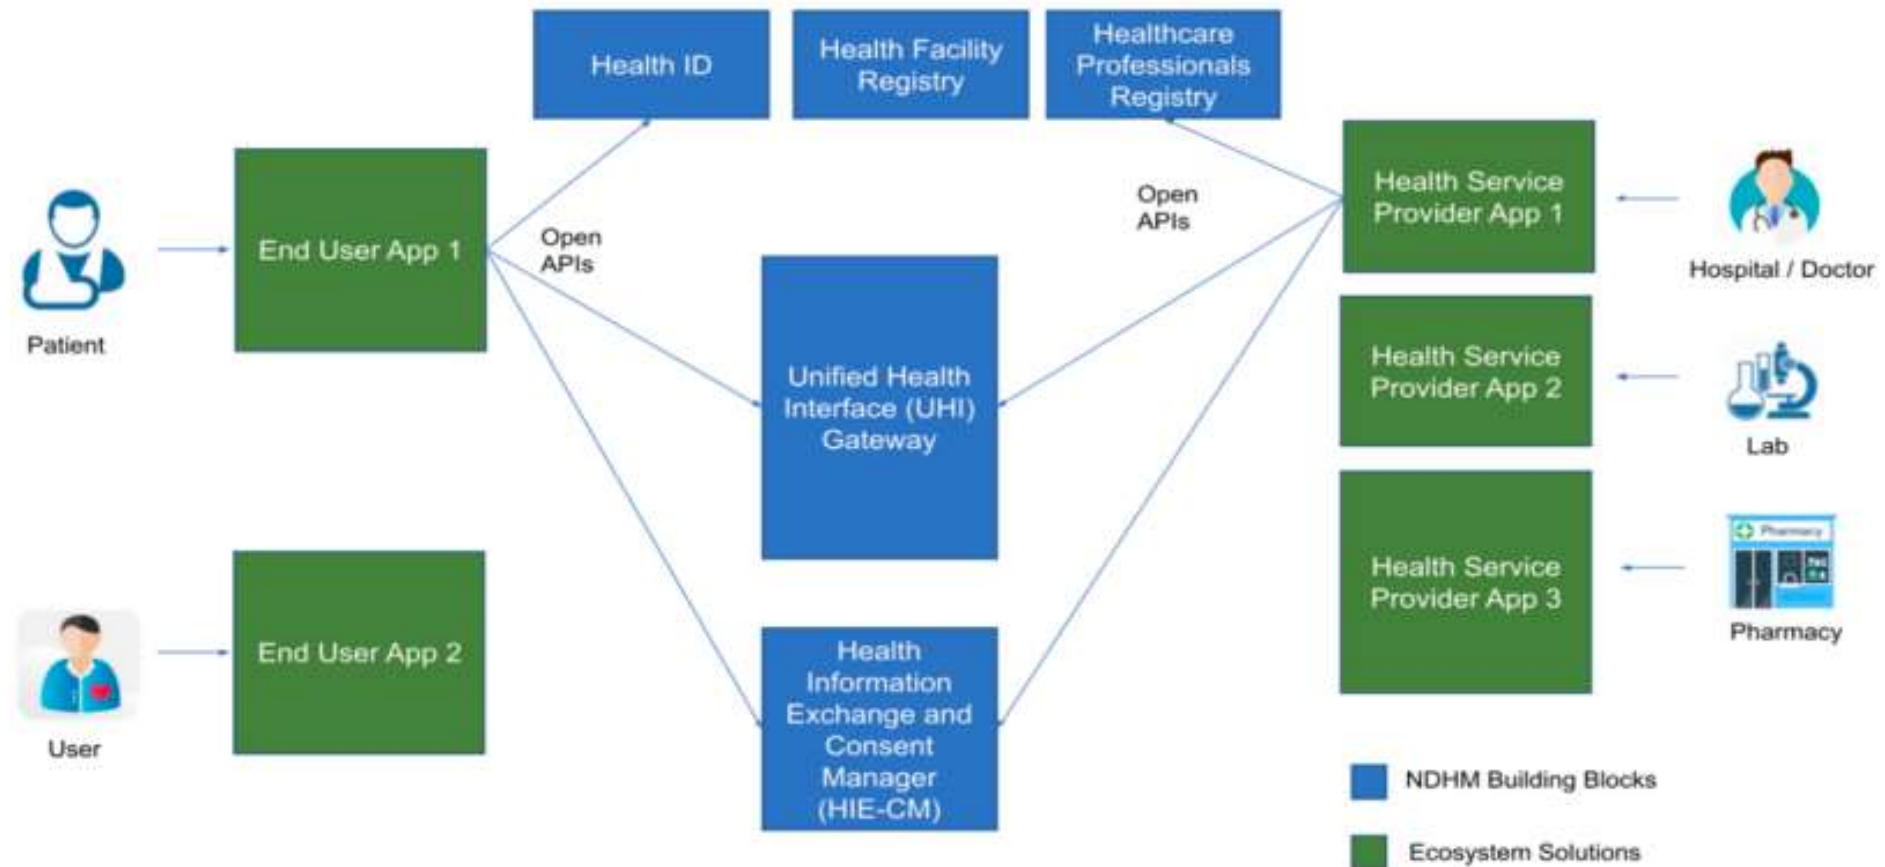 Health ID
Health Facility
Registry
Healthcare
Professionals
Registry
Patient
End User App 1
Open
APIs
Open
APIs
Health Service
Provider App 1
Hospital / Doctor
Unified Health
Interface (UHI)
Gateway
Health Service
Provider App 2
Lab
Health Service
Provider App 3
Pharmacy
Pharmacy
User
End User App 2
Health
Information
Exchange and
Consent
Manager
(HIE-CM)
NDHM Building Blocks
Ecosystem Solutions